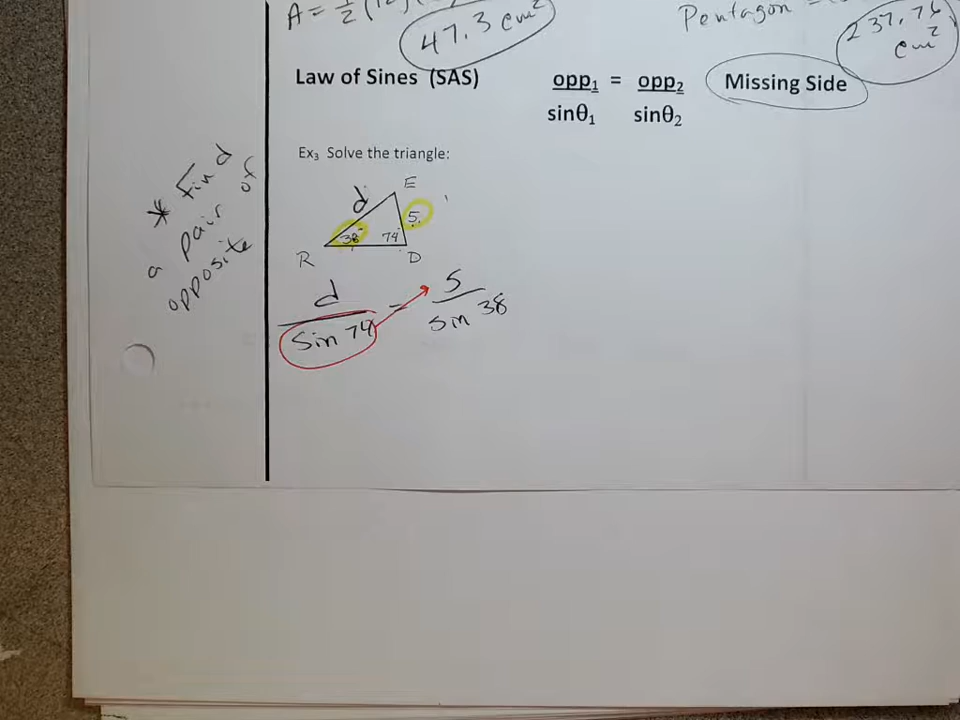 A = 1/2 (12)
47.3 cm²
Pentagon =
237.76 cm²
Law of Sines (SAS)
opp₁ = opp₂
sinθ₁ sinθ₂
Missing Side
* Find
a pair of
opposite
Ex₃ Solve the triangle:
E
d
5
38° 74°
R D
d = 5
Sin 74 sin 38